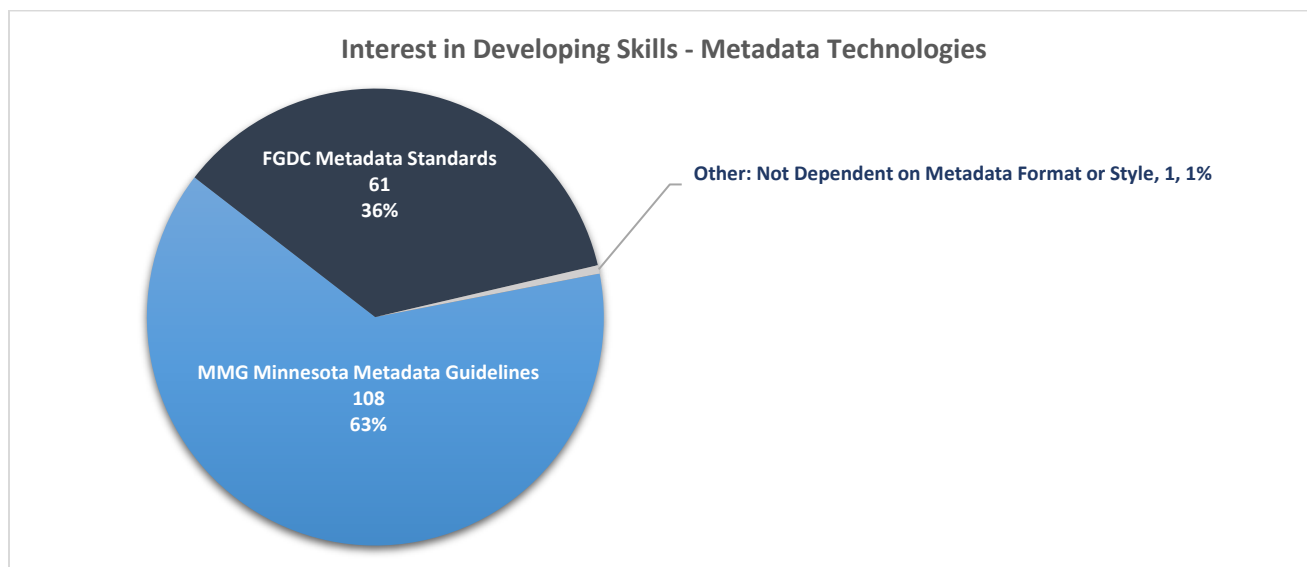 Interest in Developing Skills - Metadata Technologies
FGDC Metadata Standards
61
36%
Other: Not Dependent on Metadata Format or Style, 1, 1%
MMG Minnesota Metadata Guidelines
108
63%